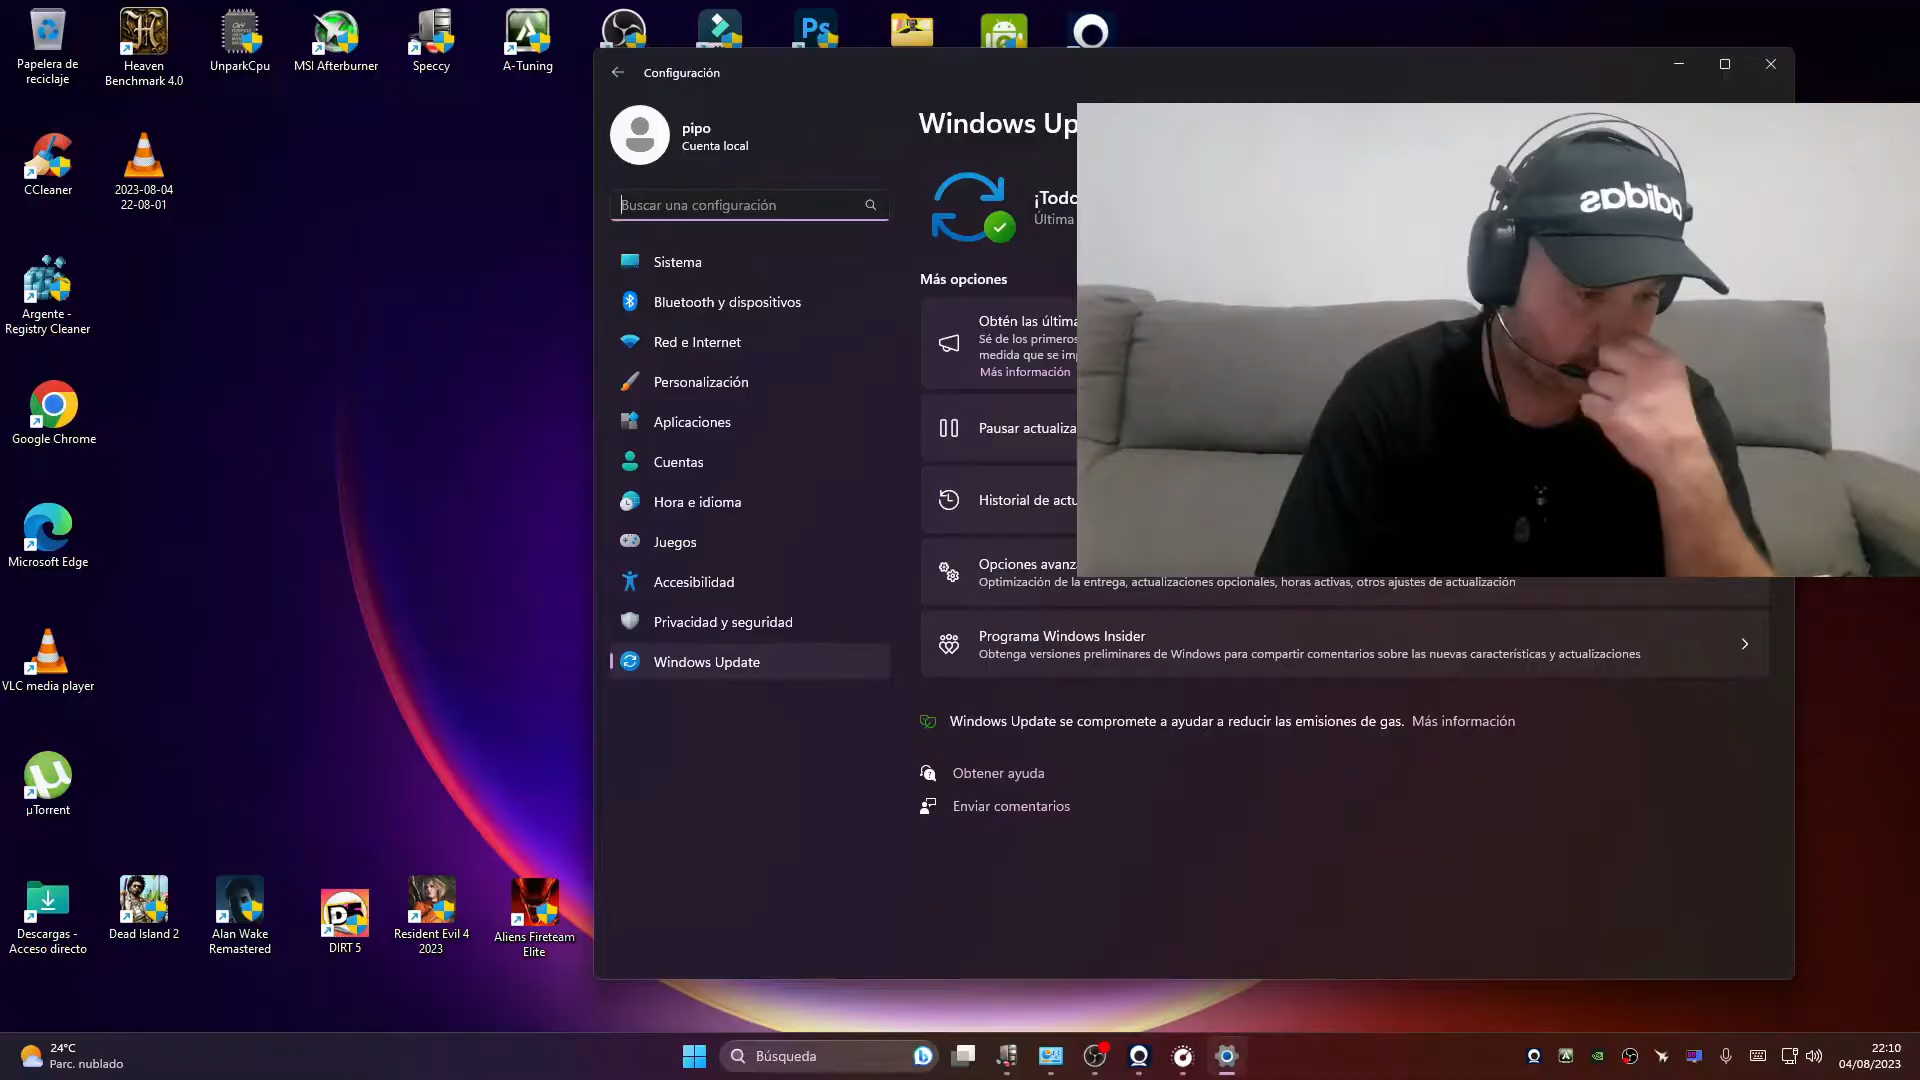 Papelera de
reciclaje
Heaven
Benchmark 4.0
UnparkCpu
MSI Afterburner
Speccy
A-Tuning
Ps
CCleaner
2023-08-04
22-08-01
Argente -
Registry Cleaner
Google Chrome
Microsoft Edge
VLC media player
µTorrent
Descargas -
Acceso directo
Dead Island 2
Alan Wake
Remastered
DIRT 5
Resident Evil 4
2023
Aliens Fireteam
Elite
Configuración
pipo
Cuenta local
Buscar una configuración
Sistema
Bluetooth y dispositivos
Red e Internet
Personalización
Aplicaciones
Cuentas
Hora e idioma
Juegos
Accesibilidad
Privacidad y seguridad
Windows Update
Windows Up
¡Todo
Última
Más opciones
Obtén las última
Sé de los primeros
medida que se im
Más información
Pausar actualiza
Historial de actu
Opciones avanza
Optimización de la entrega, actualizaciones opcionales, horas activas, otros ajustes de actualización
Programa Windows Insider
Obtenga versiones preliminares de Windows para compartir comentarios sobre las nuevas características y actualizaciones
Windows Update se compromete a ayudar a reducir las emisiones de gas. Más información
Obtener ayuda
Enviar comentarios
adidas
24°C
Parc. nublado
Búsqueda
22:10
04/08/2023